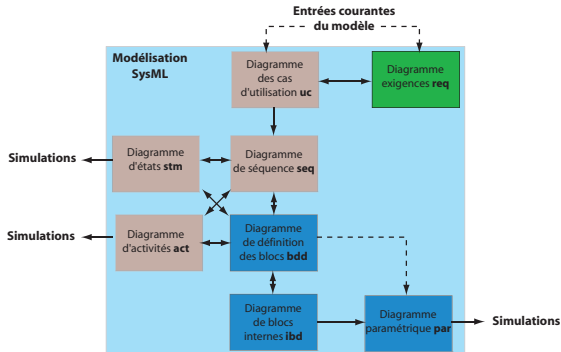 Entrées courantes
du modèle
Modélisation
SysML
Diagramme
des cas
d'utilisation uc
Diagramme
exigences req
Simulations
Diagramme
d'états stm
Diagramme
de séquence seq
Simulations
Diagramme
d'activités act
Diagramme
de définition
des blocs bdd
Diagramme
de blocs
internes ibd
Diagramme
paramétrique par
Simulations